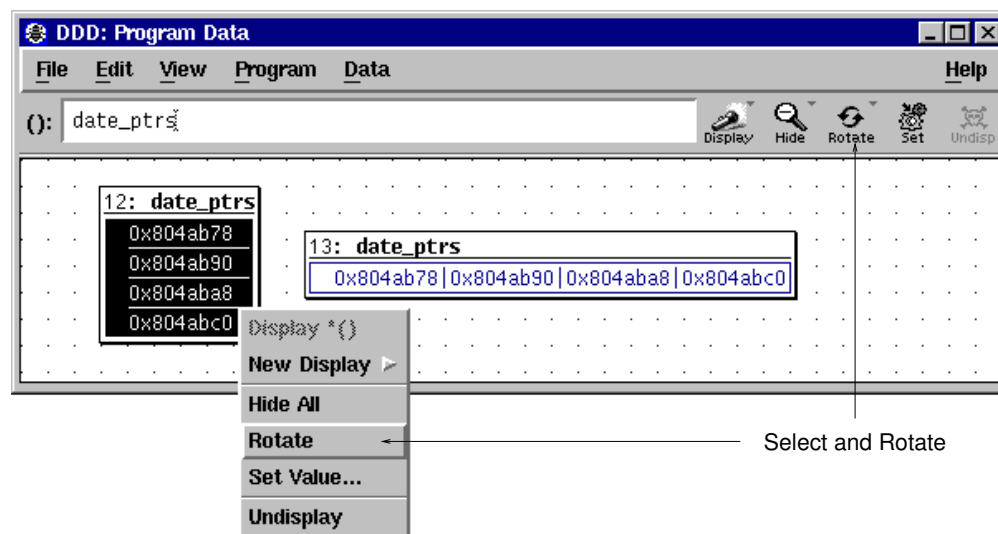 DDD: Program Data
File Edit View Program Data Help
(): date_ptrs
Display Hide Rotate Set Undisp
12: date_ptrs
0x804ab78
0x804ab90
0x804aba8
0x804abc0
13: date_ptrs
0x804ab78|0x804ab90|0x804aba8|0x804abc0
Display *()
New Display
Hide All
Rotate
Set Value...
Undisplay
Select and Rotate